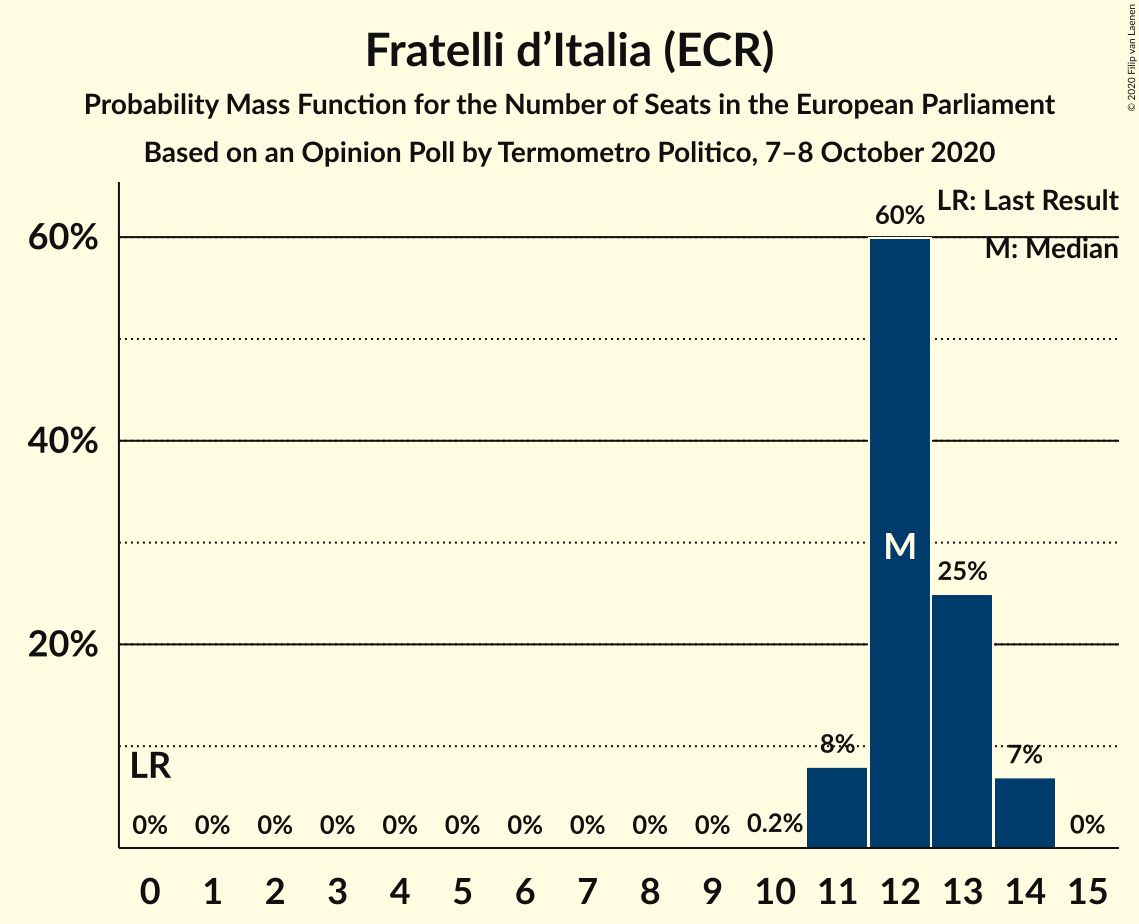 Fratelli d’Italia (ECR)
Probability Mass Function for the Number of Seats in the European Parliament
Based on an Opinion Poll by Termometro Politico, 7–8 October 2020
© 2020 Filip van Laenen
LR: Last Result
M: Median
60%
40%
20%
60%
M
25%
8%
7%
LR
0% 0% 0% 0% 0% 0% 0% 0% 0% 0% 0.2% 0%
0 1 2 3 4 5 6 7 8 9 10 11 12 13 14 15